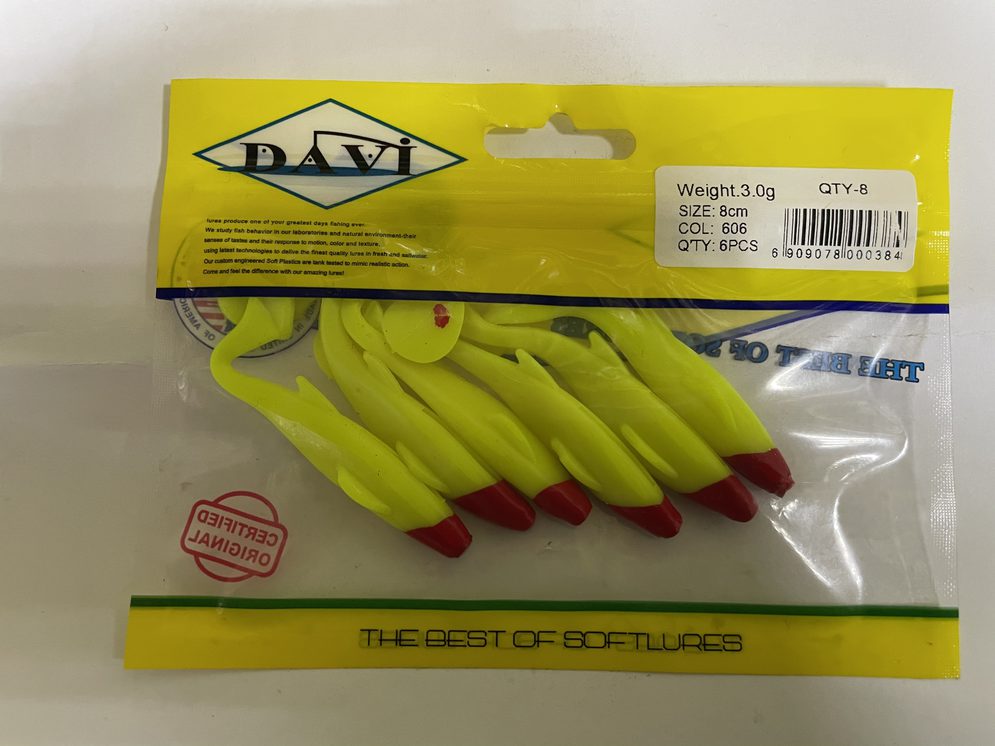 DAVİ
lures produce one of your greatest days fishing ever.
We study fish behavior in our laboratories and natural environment-their
senses of tastes and their response to motion, color and texture,
using latest technologies to delive the finest quality lures in fresh and saltwater.
Our custom engineered Soft Plastics are tank tested to mimic realistic action.
Come and feel the difference with our amazing lures!
Weight.3.0g QTY-8
SIZE: 8cm
COL: 606
Q'TY: 6PCS
6 909078 000384
THE BEST OF SO
CERTIFIED
ORIGINAL
THE BEST OF SOFTLURES